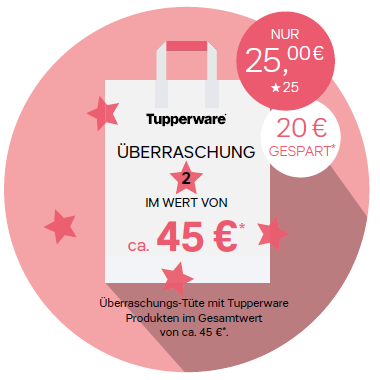 NUR
25,00 €
★25
20 €
GESPART*
Tupperware®
ÜBERRASCHUNG
2
IM WERT VON
ca. 45 €*
Überraschungs-Tüte mit Tupperware
Produkten im Gesamtwert
von ca. 45 €*.